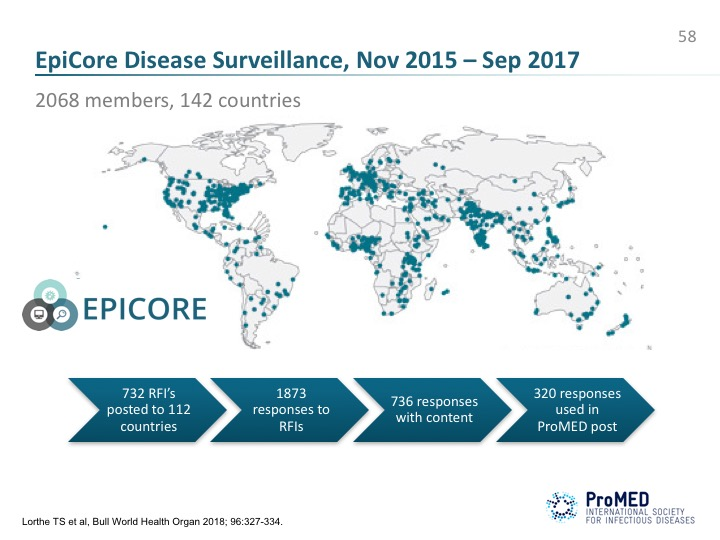 58
EpiCore Disease Surveillance, Nov 2015 – Sep 2017
2068 members, 142 countries
EPICORE
732 RFI’s
posted to 112
countries
1873
responses to
RFIs
736 responses
with content
320 responses
used in
ProMED post
ProMED
INTERNATIONAL SOCIETY
FOR INFECTIOUS DISEASES
Lorthe TS et al, Bull World Health Organ 2018; 96:327-334.